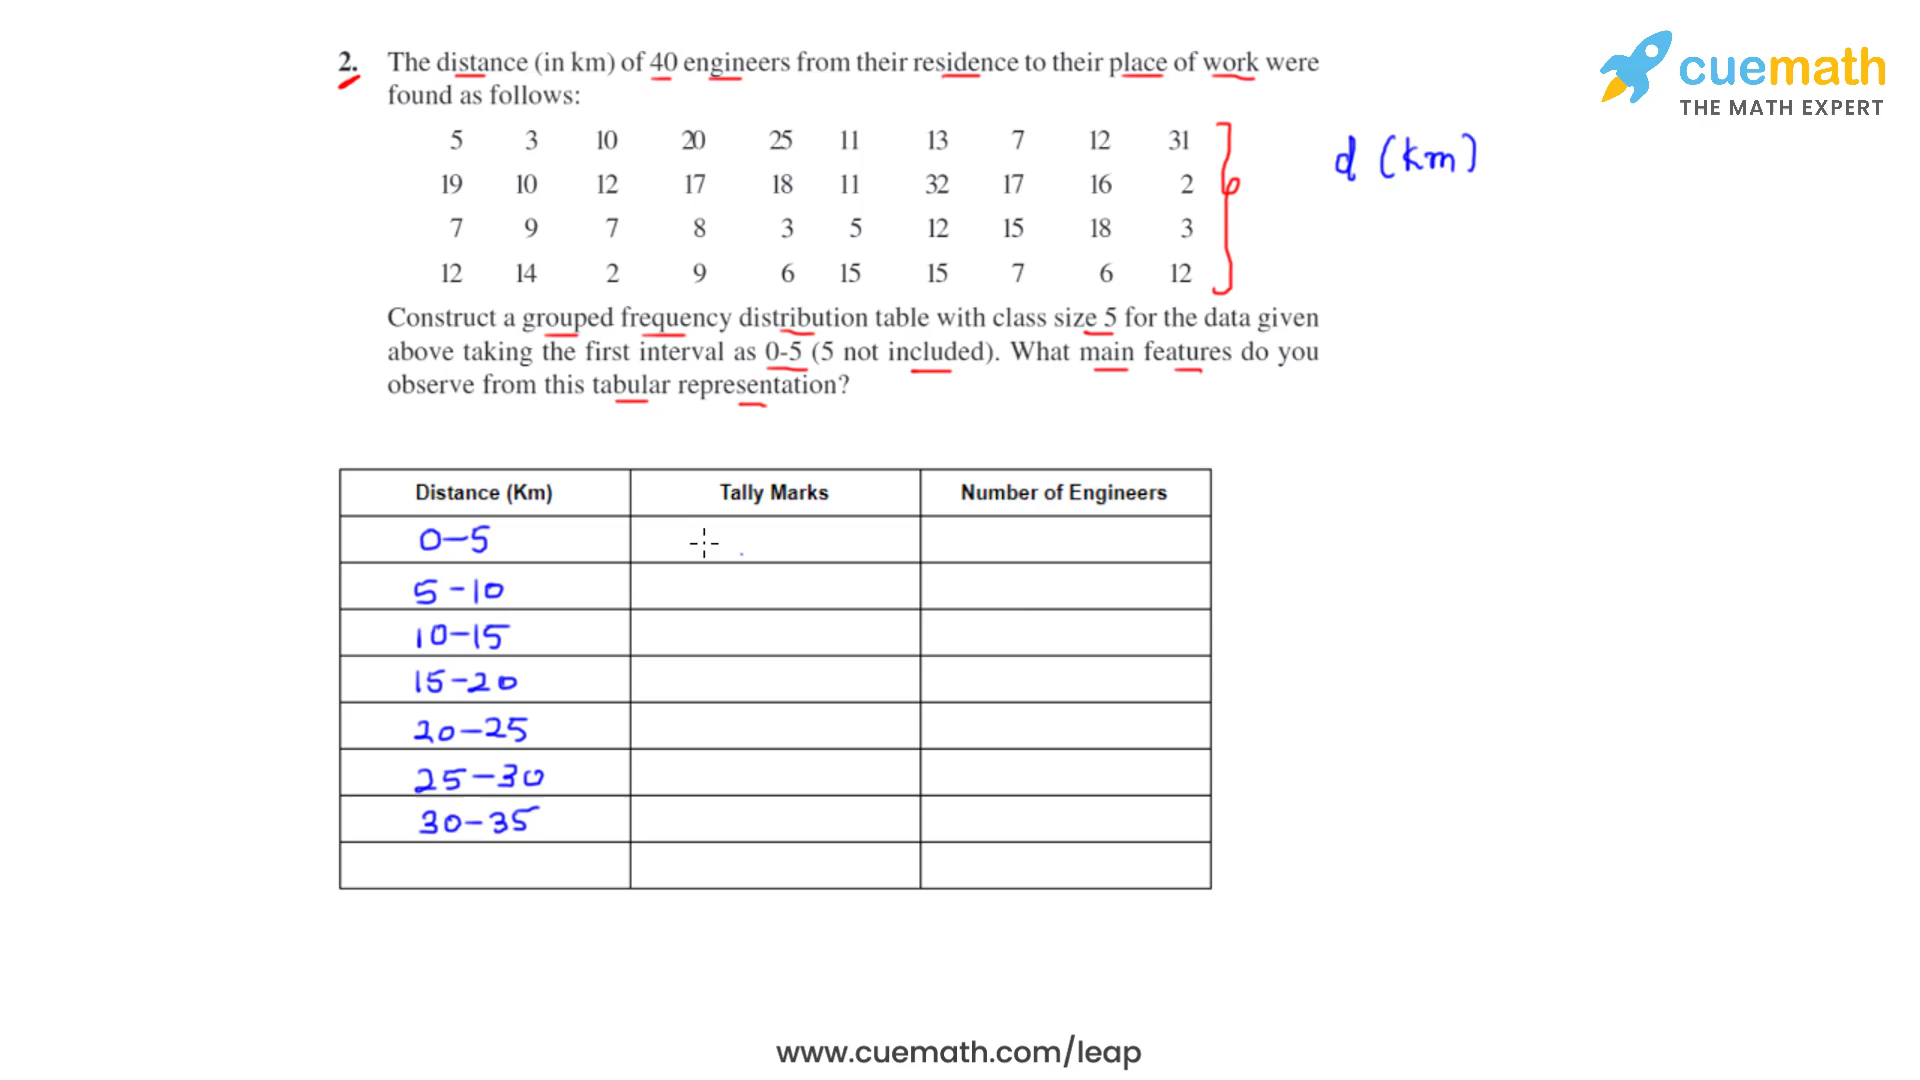 cuemath
THE MATH EXPERT
2. The distance (in km) of 40 engineers from their residence to their place of work were
found as follows:
5 3 10 20 25 11 13 7 12 31
19 10 12 17 18 11 32 17 16 2
7 9 7 8 3 5 12 15 18 3
12 14 2 9 6 15 15 7 6 12
d (km)
Construct a grouped frequency distribution table with class size 5 for the data given
above taking the first interval as 0-5 (5 not included). What main features do you
observe from this tabular representation?
Distance (Km) Tally Marks Number of Engineers
0-5
5-10
10-15
15-20
20-25
25-30
30-35
www.cuemath.com/leap